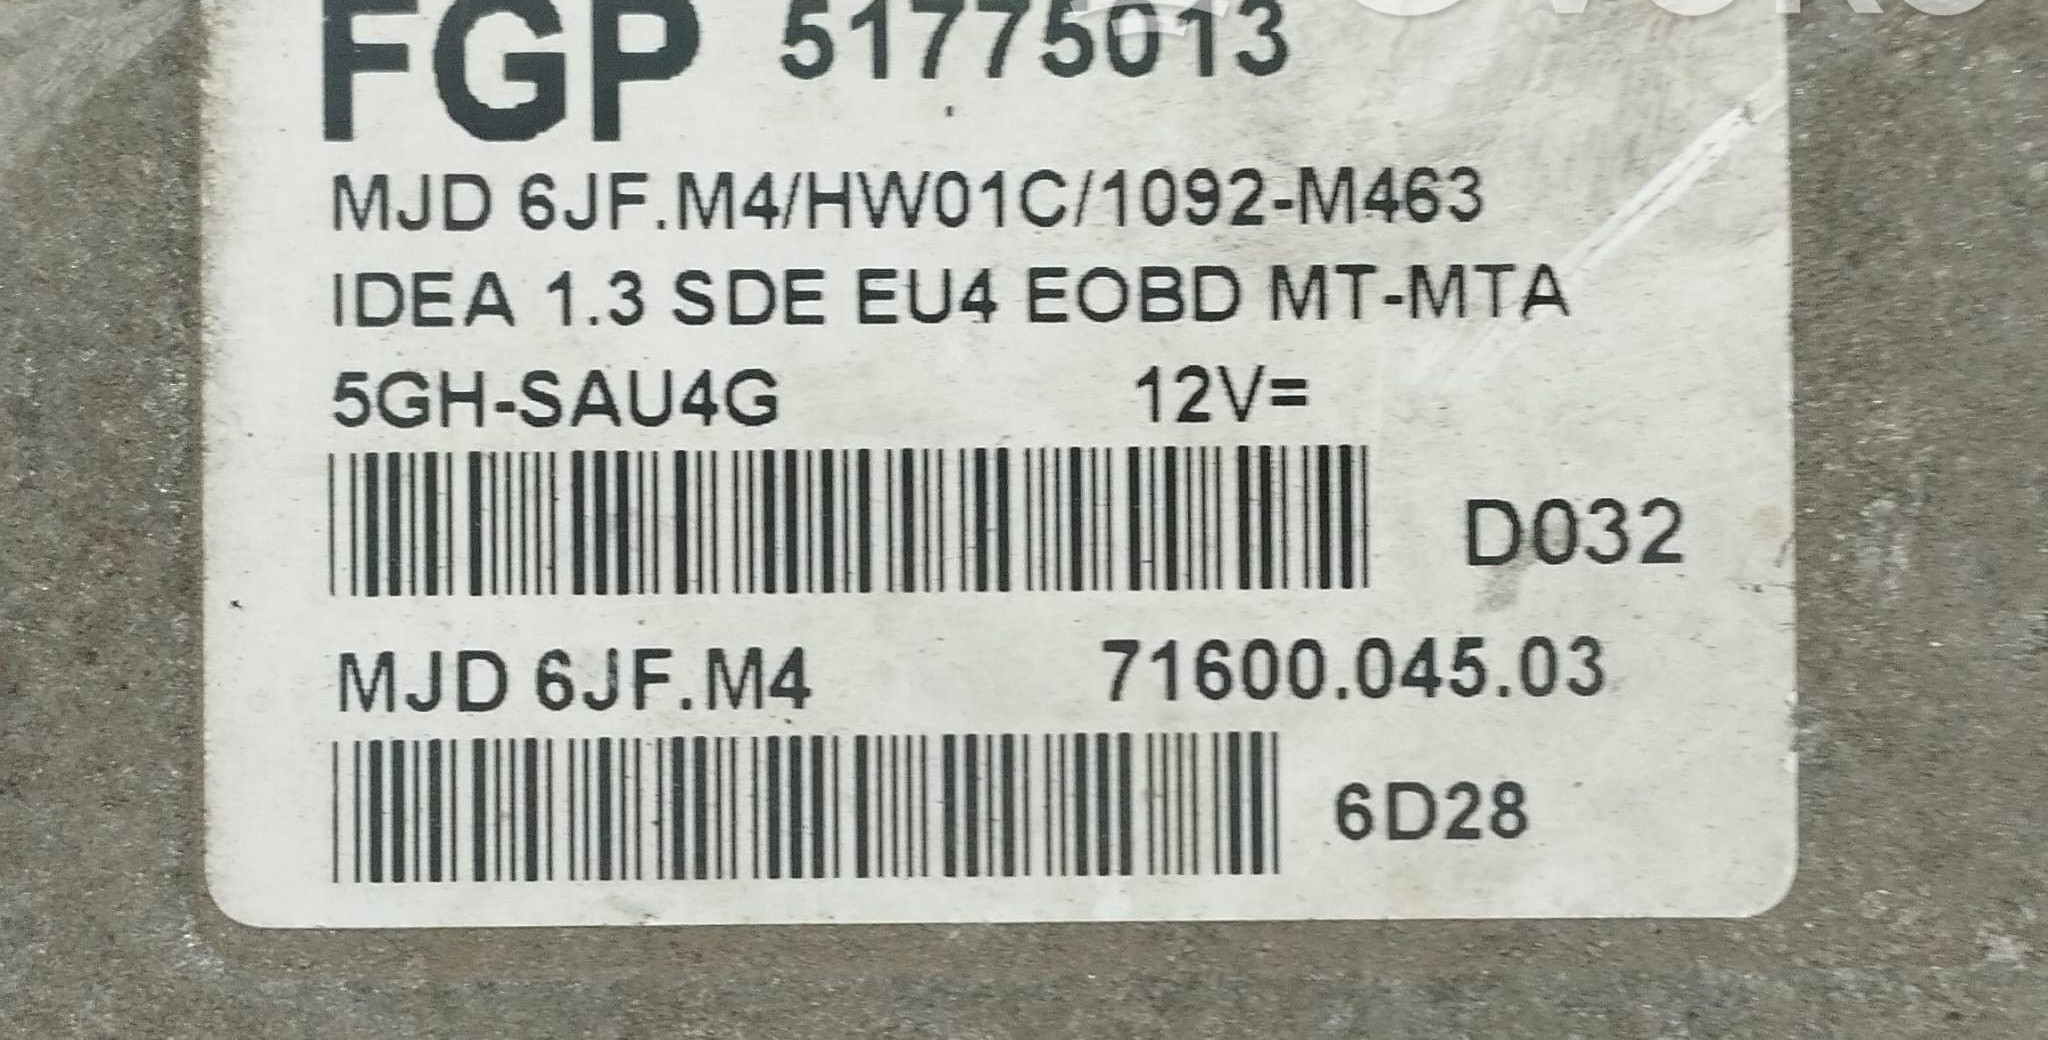 FGP 51775013
MJD 6JF.M4/HW01C/1092-M463
IDEA 1.3 SDE EU4 EOBD MT-MTA
5GH-SAU4G 12V=
D032
MJD 6JF.M4 71600.045.03
6D28